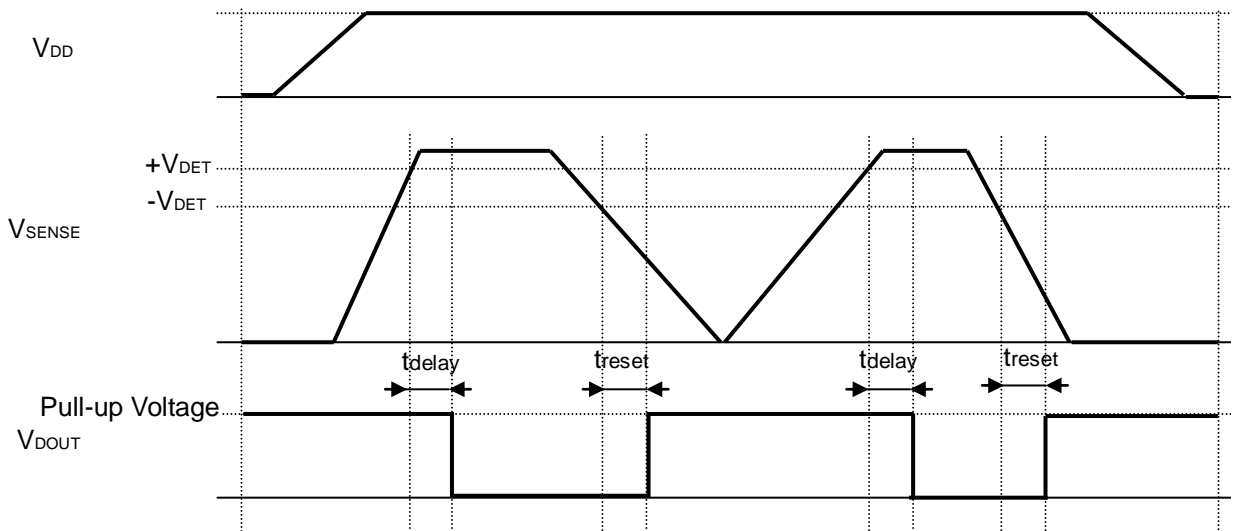 VDD
+VDET
-VDET
VSENSE
tdelay
treset
tdelay
treset
Pull-up Voltage
VDOUT